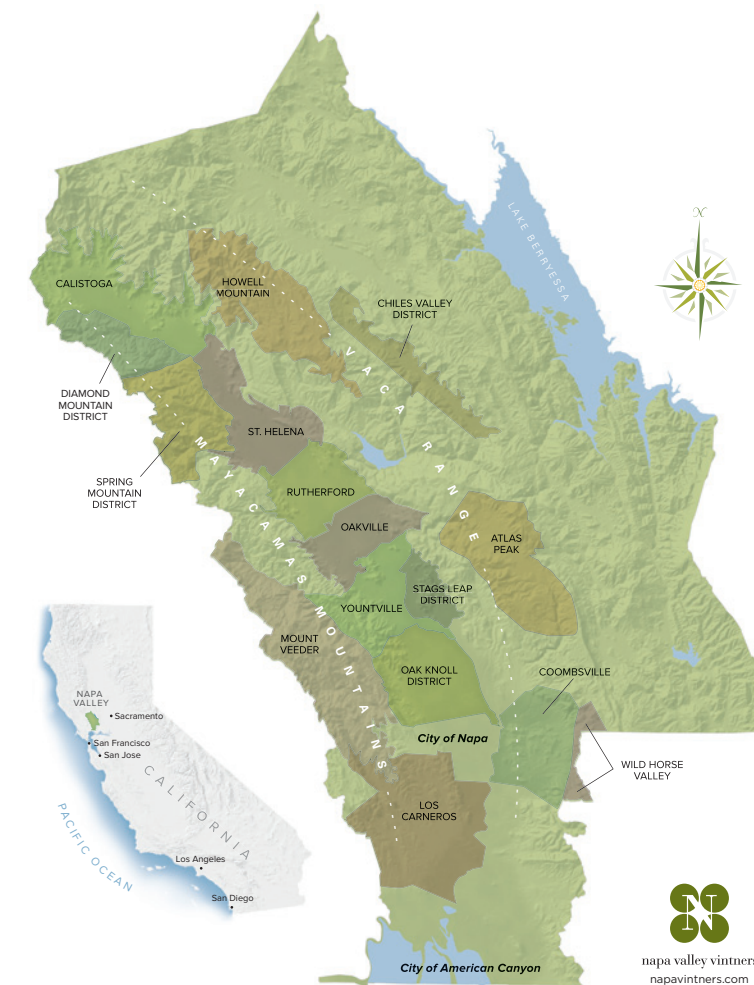 N
LAKE BERRYESSA
CALISTOGA
HOWELL
MOUNTAIN
CHILES VALLEY
DISTRICT
VACA RANGE
DIAMOND
MOUNTAIN
DISTRICT
ST. HELENA
SPRING
MOUNTAIN
DISTRICT
MAYACAMAS MOUNTAINS
RUTHERFORD
OAKVILLE
ATLAS
PEAK
STAGS LEAP
DISTRICT
YOUNTVILLE
MOUNT
VEEDER
OAK KNOLL
DISTRICT
COOMBSVILLE
City of Napa
WILD HORSE
VALLEY
LOS
CARNEROS
City of American Canyon
NAPA
VALLEY
Sacramento
San Francisco
San Jose
CALIFORNIA
PACIFIC OCEAN
Los Angeles
San Diego
N
napa valley vintners
napavintners.com